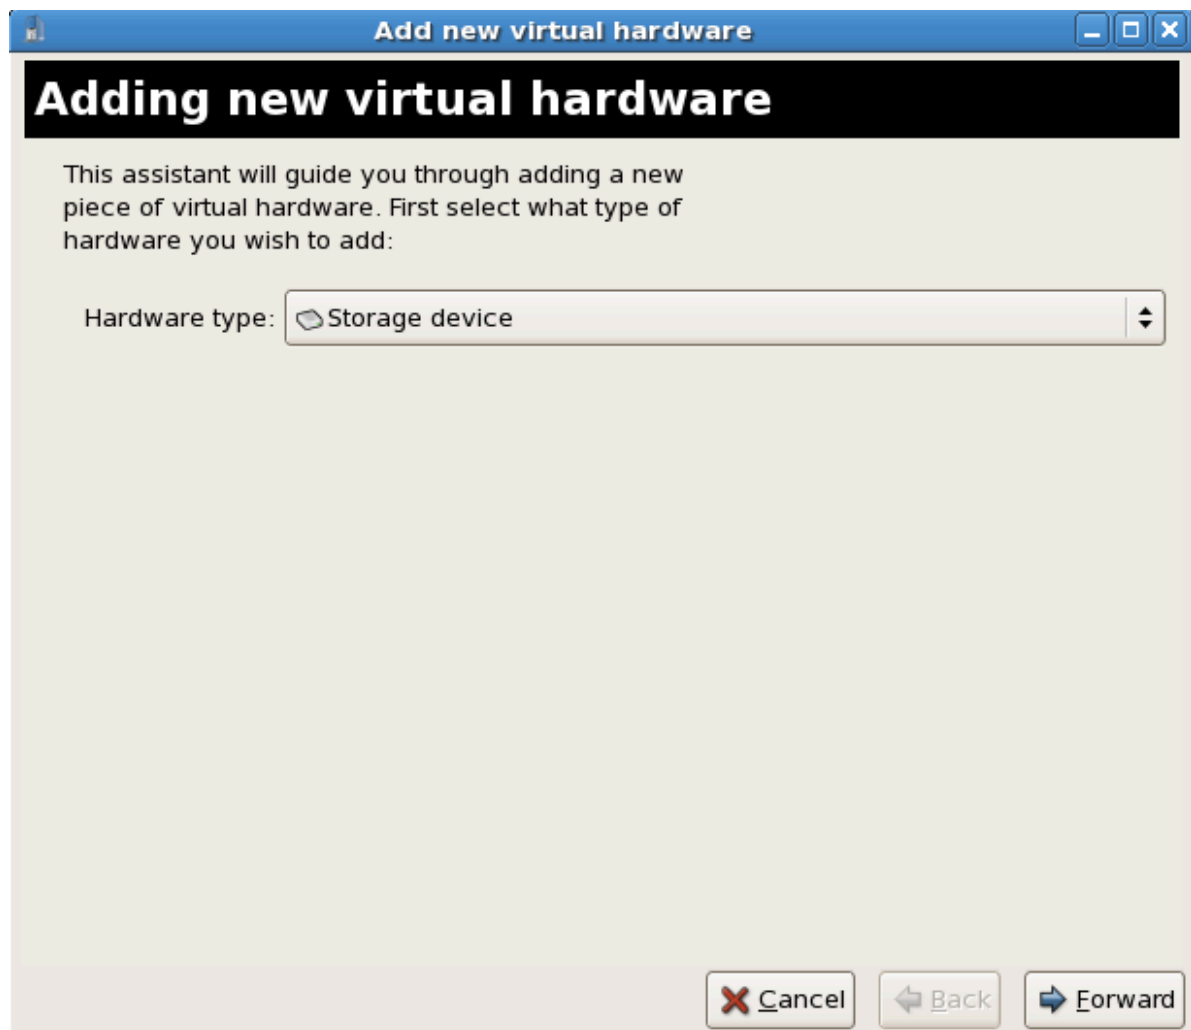 Add new virtual hardware
Adding new virtual hardware
This assistant will guide you through adding a new
piece of virtual hardware. First select what type of
hardware you wish to add:
Hardware type: Storage device
Cancel Back Forward